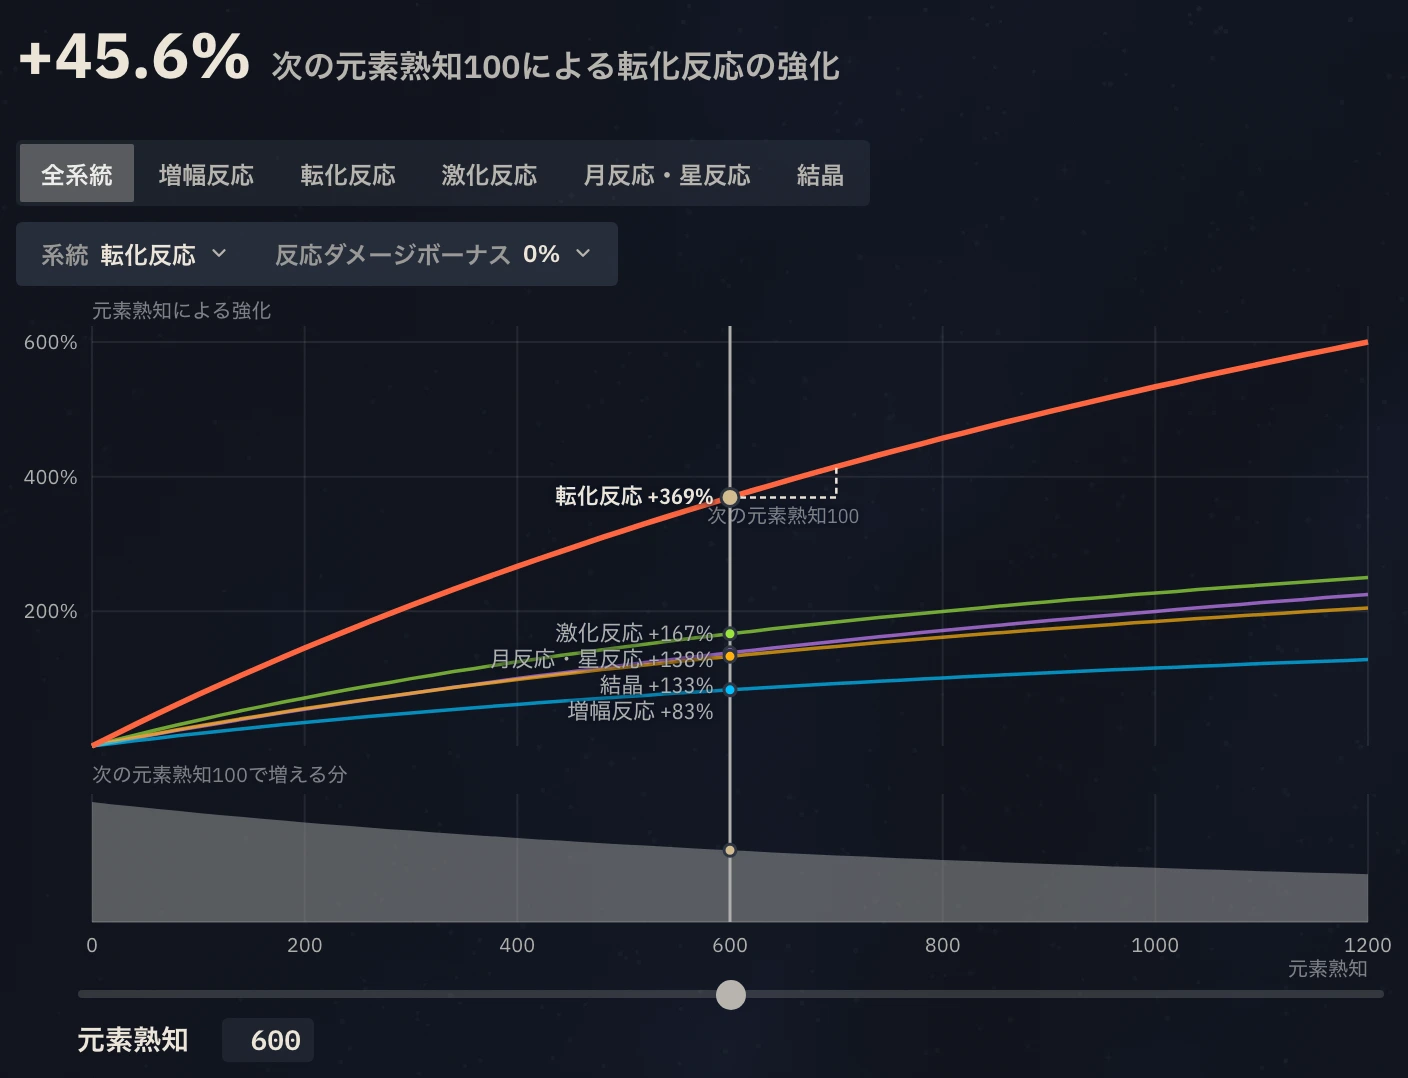 +45.6% 次の元素熟知100による転化反応の強化
全系統 増幅反応 転化反応 激化反応 月反応・星反応 結晶
系統 転化反応 反応ダメージボーナス 0%
元素熟知による強化
600%
400%
転化反応 +369%
次の元素熟知100
200%
激化反応 +167%
月反応・星反応 +138%
結晶 +133%
増幅反応 +83%
次の元素熟知100で増える分
0 200 400 600 800 1000 1200
元素熟知
元素熟知 600